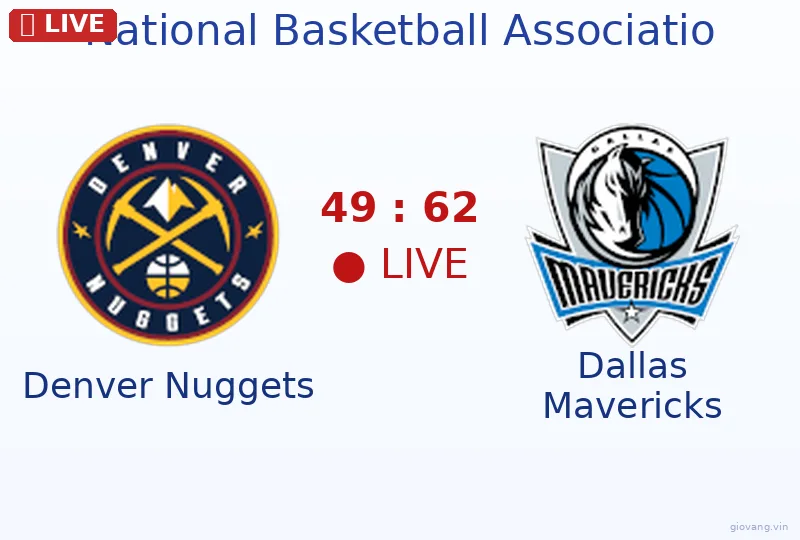 LIVE
National Basketball Associatio
DENVER
NUGGETS
49 : 62
● LIVE
DALLAS
MAVERICKS
Denver Nuggets
Dallas
Mavericks
giovang.vin